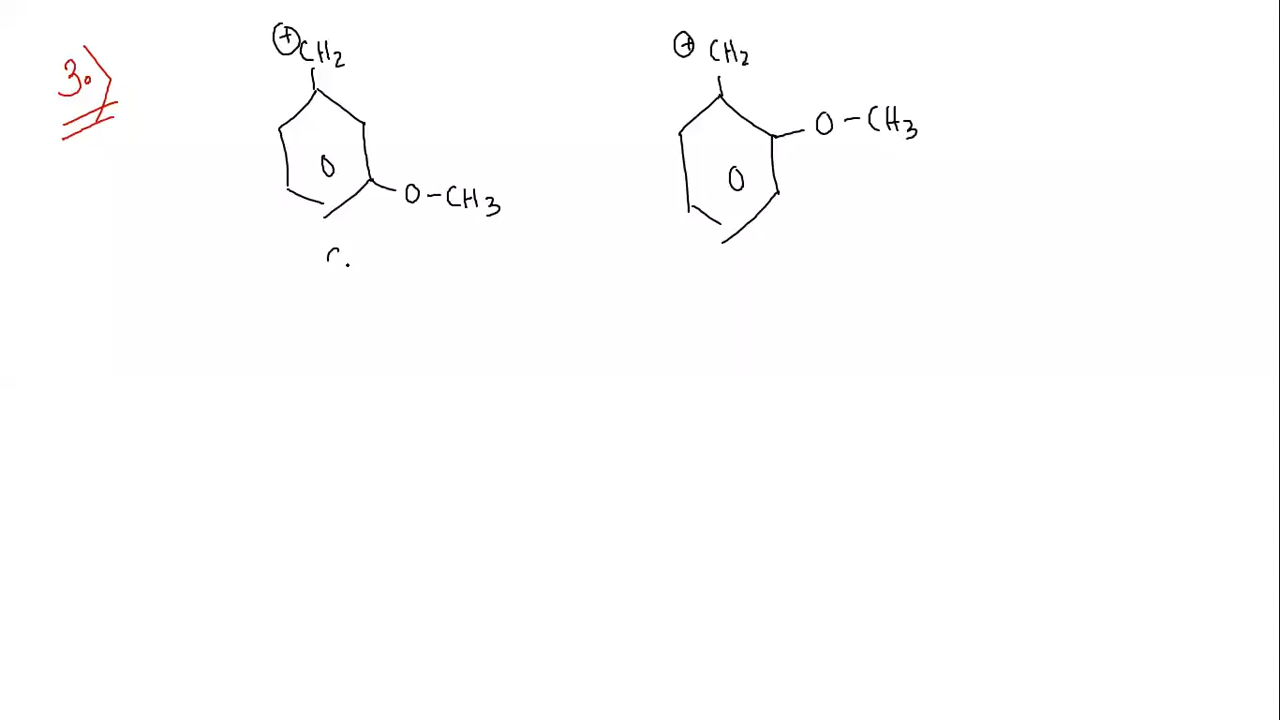 3.)
⊕CH2
⊕ CH2
O-CH3
O-CH3